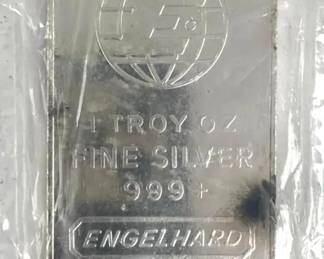 1 TROY OZ
FINE SILVER
999+
ENGELHARD